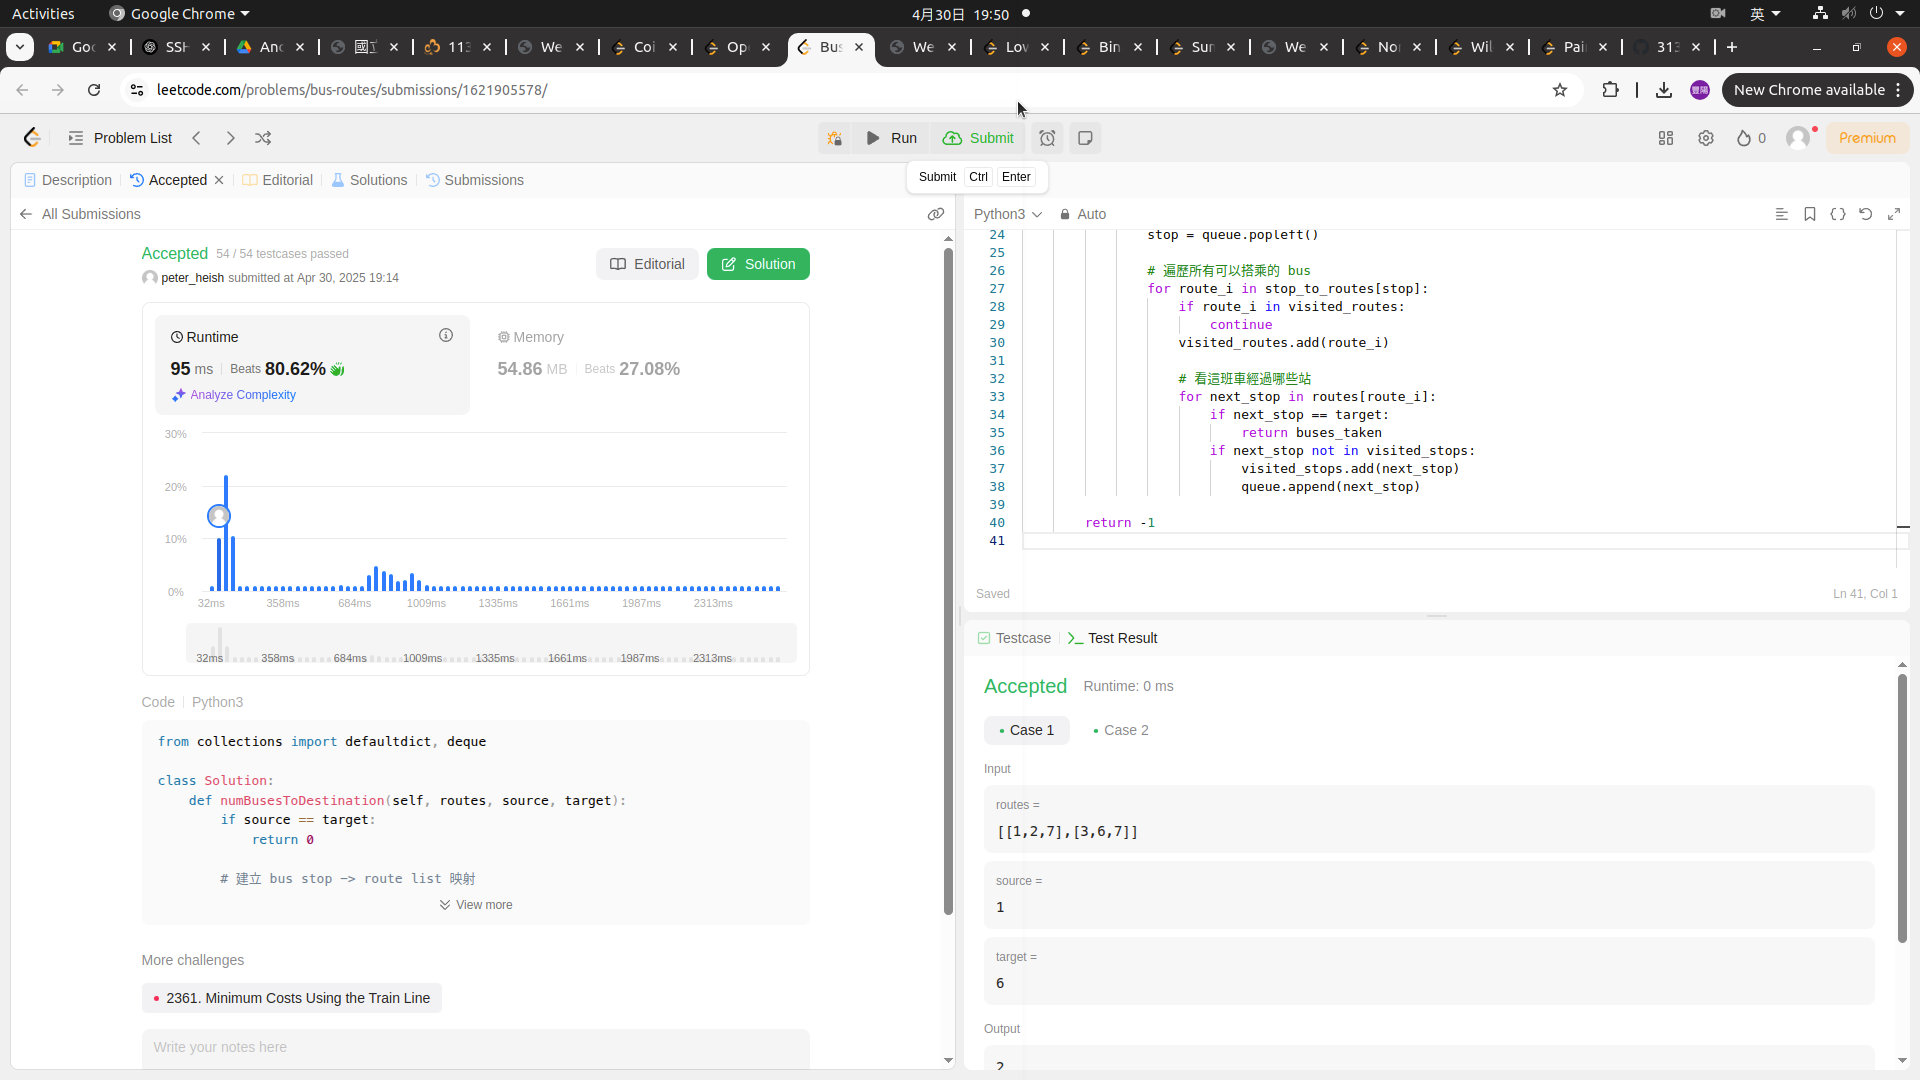 Activities
Google Chrome
4月30日 19:50
英
Goo
SSH
And
國立
113
We
Coi
Ope
Bus
We
Lov
Bin
Sun
We
Nor
Wil
Pai
313
leetcode.com/problems/bus-routes/submissions/1621905578/
New Chrome available
Problem List
Run
Submit
0
Premium
Submit Ctrl Enter
Description
Accepted
Editorial
Solutions
Submissions
All Submissions
Accepted 54 / 54 testcases passed
peter_heish submitted at Apr 30, 2025 19:14
Editorial
Solution
Runtime
95 ms Beats 80.62%
Analyze Complexity
Memory
54.86 MB Beats 27.08%
30%
20%
10%
0%
32ms 358ms 684ms 1009ms 1335ms 1661ms 1987ms 2313ms
32ms 358ms 684ms 1009ms 1335ms 1661ms 1987ms 2313ms
Code Python3
from collections import defaultdict, deque
class Solution:
def numBusesToDestination(self, routes, source, target):
if source == target:
return 0
# 建立 bus stop -> route list 映射
View more
More challenges
2361. Minimum Costs Using the Train Line
Write your notes here
Python3
Auto
24 stop = queue.popleft()
25
26 # 遍歷所有可以搭乘的 bus
27 for route_i in stop_to_routes[stop]:
28 if route_i in visited_routes:
29 continue
30 visited_routes.add(route_i)
31
32 # 看這班車經過哪些站
33 for next_stop in routes[route_i]:
34 if next_stop == target:
35 return buses_taken
36 if next_stop not in visited_stops:
37 visited_stops.add(next_stop)
38 queue.append(next_stop)
39
40 return -1
41
Saved
Ln 41, Col 1
Testcase
Test Result
Accepted Runtime: 0 ms
Case 1
Case 2
Input
routes =
[[1,2,7],[3,6,7]]
source =
1
target =
6
Output
2